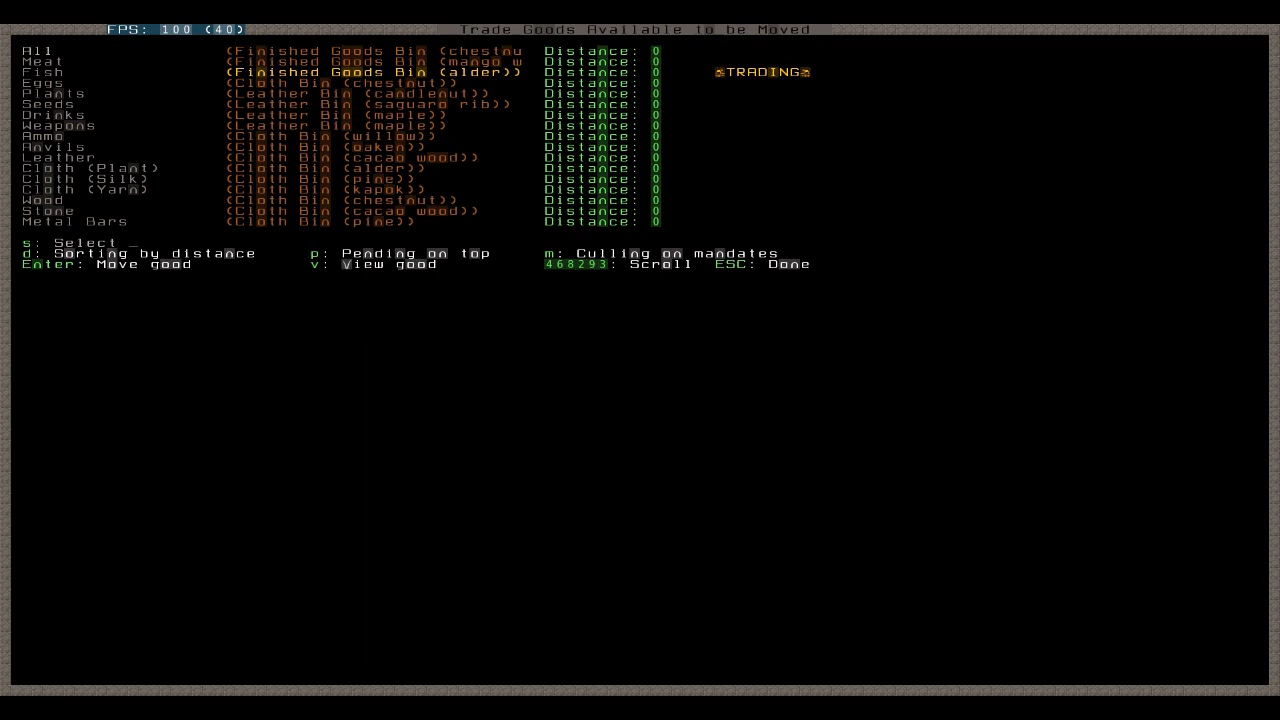 FPS: 100 (40) Trade Goods Available to be Moved
All (Finished Goods Bin (chestnu Distance: 0
Meat (Finished Goods Bin (mango w Distance: 0
Fish (Finished Goods Bin (alder)) Distance: 0 TRADING
Eggs (Cloth Bin (chestnut)) Distance: 0
Plants (Leather Bin (candlenut)) Distance: 0
Seeds (Leather Bin (saguaro rib)) Distance: 0
Drinks (Leather Bin (maple)) Distance: 0
Weapons (Leather Bin (maple)) Distance: 0
Ammo (Cloth Bin (willow)) Distance: 0
Anvils (Cloth Bin (oaken)) Distance: 0
Leather (Cloth Bin (cacao wood)) Distance: 0
Cloth (Plant) (Cloth Bin (alder)) Distance: 0
Cloth (Silk) (Cloth Bin (pine)) Distance: 0
Cloth (Yarn) (Cloth Bin (kapok)) Distance: 0
Wood (Cloth Bin (chestnut)) Distance: 0
Stone (Cloth Bin (cacao wood)) Distance: 0
Metal Bars (Cloth Bin (pine)) Distance: 0
s: Select _
d: Sorting by distance p: Pending on top m: Culling on mandates
Enter: Move good v: View good 468293: Scroll ESC: Done